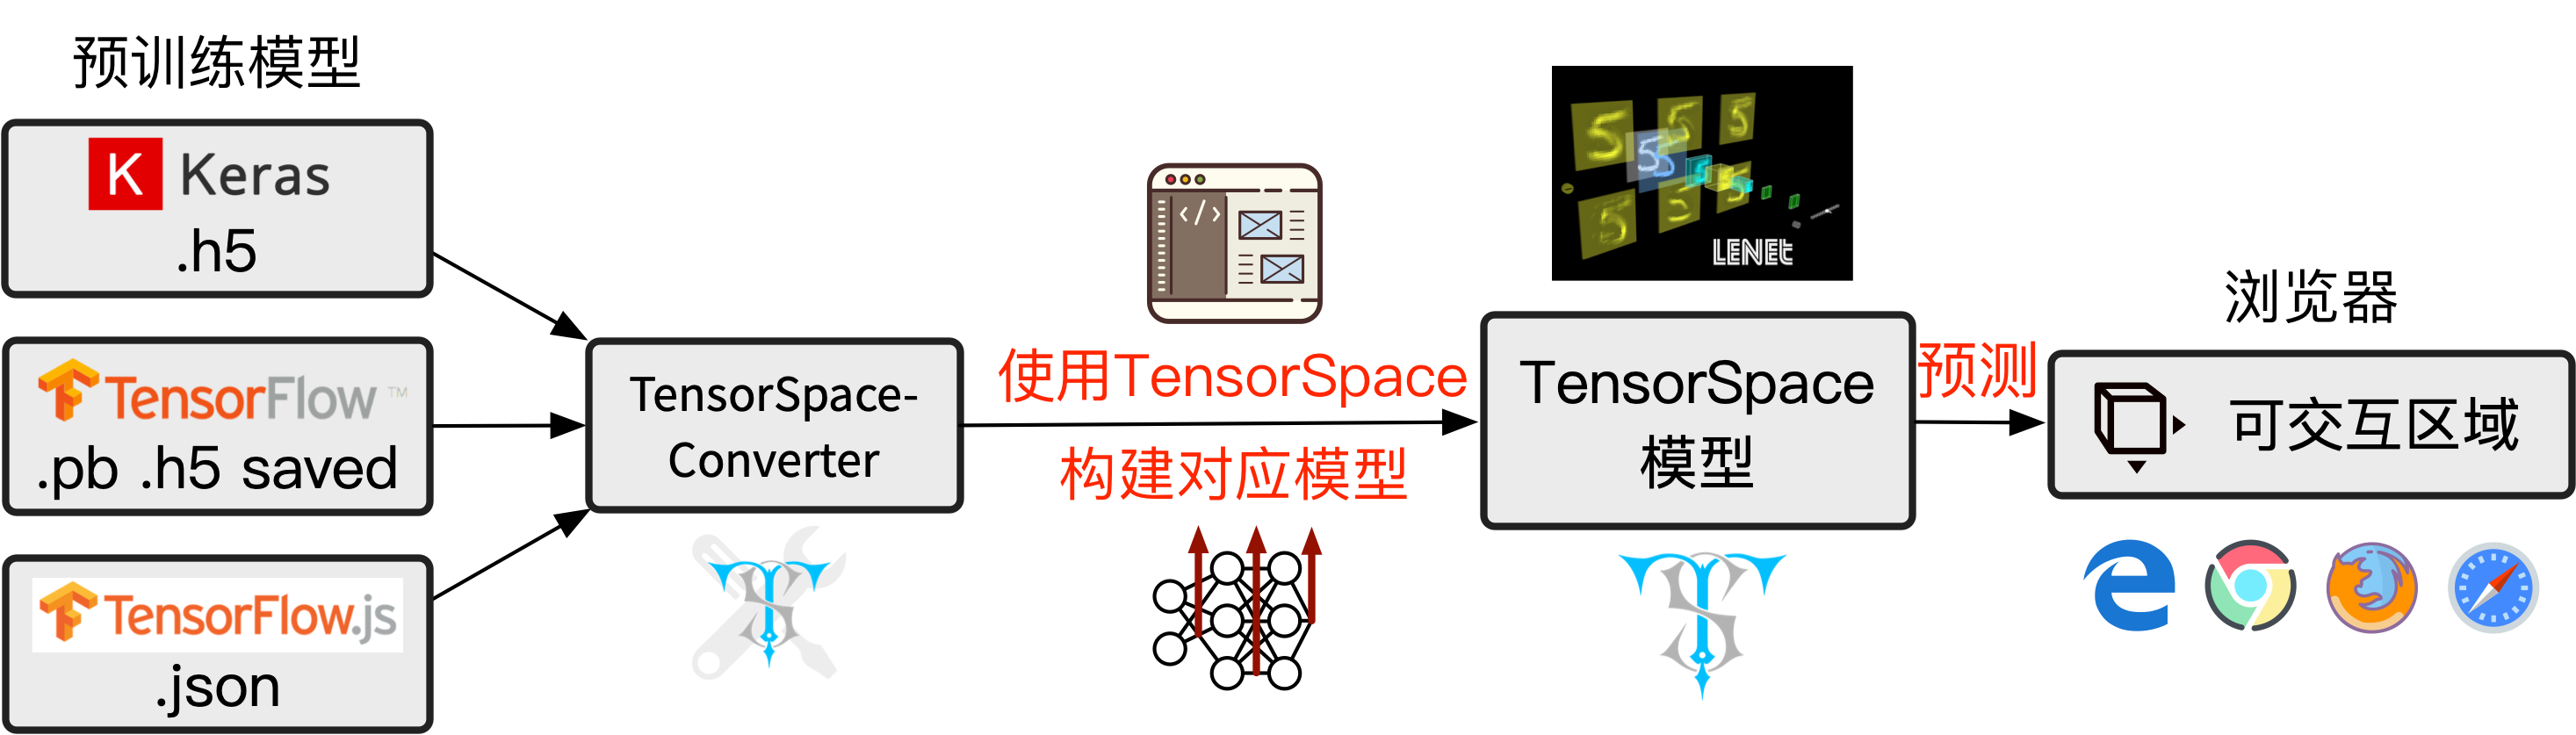 预训练模型
K Keras
.h5
TensorFlow ™
.pb .h5 saved
TensorFlow.js
.json
TensorSpace-
Converter
</>
使用TensorSpace
构建对应模型
5
LENEt
TensorSpace
模型
预测
浏览器
可交互区域